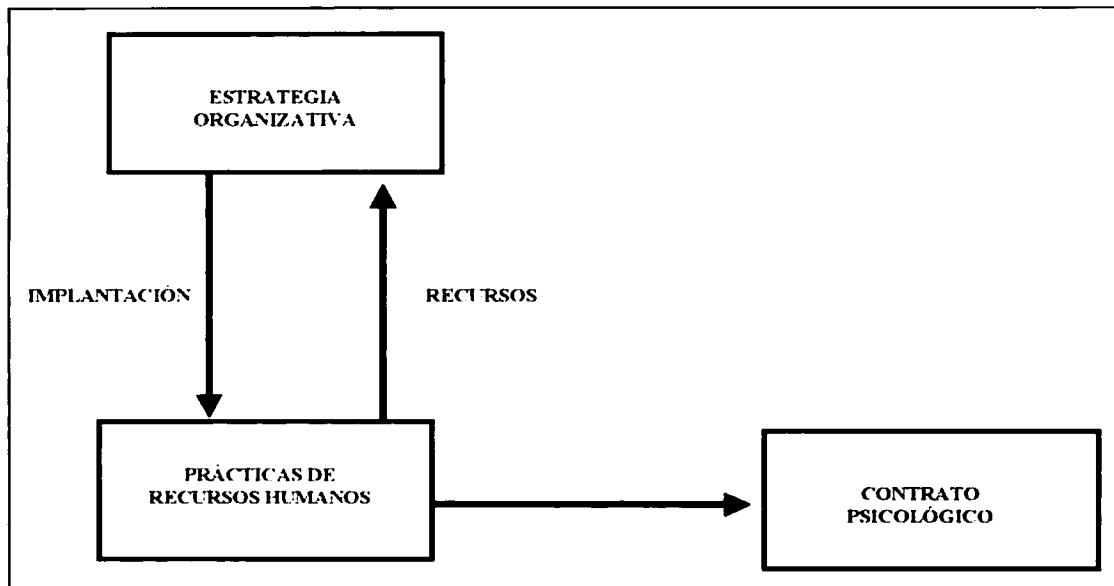 ESTRATEGIA
ORGANIZATIVA
IMPLANTACIÓN
RECURSOS
PRÁCTICAS DE
RECURSOS HUMANOS
CONTRATO
PSICOLÓGICO